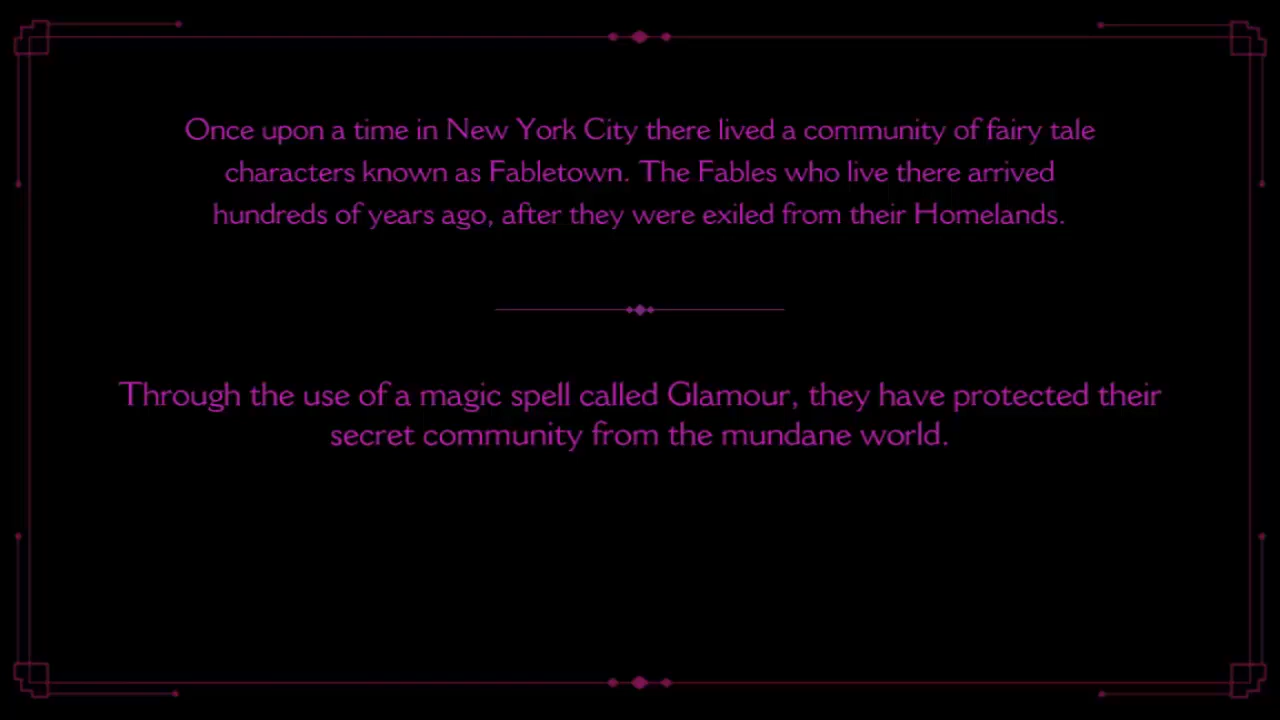 Once upon a time in New York City there lived a community of fairy tale
characters known as Fabletown. The Fables who live there arrived
hundreds of years ago, after they were exiled from their Homelands.
Through the use of a magic spell called Glamour, they have protected their
secret community from the mundane world.